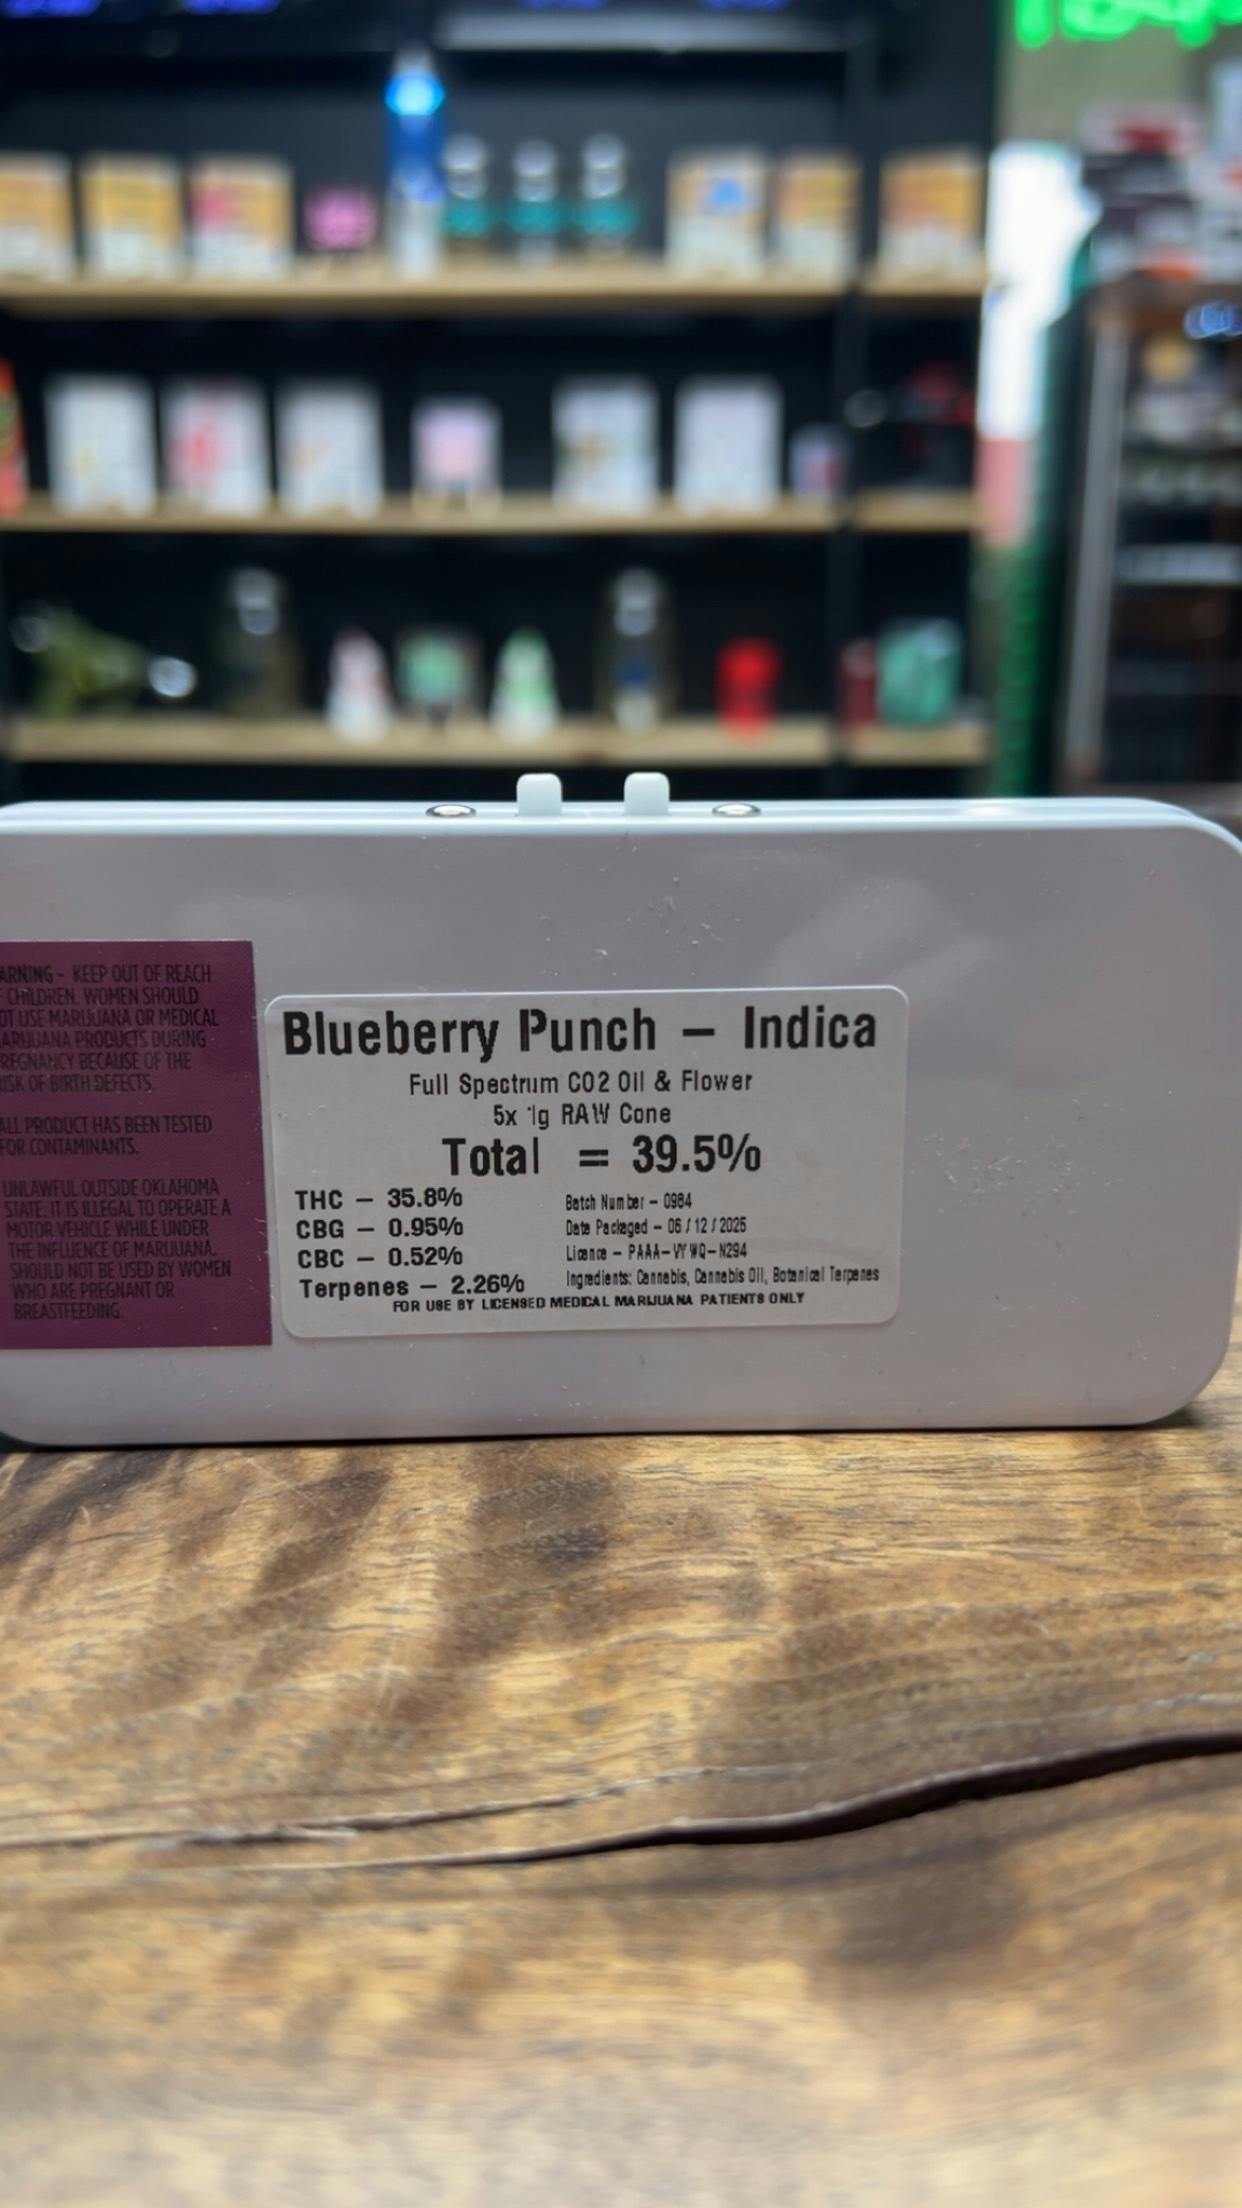 ARNING - KEEP OUT OF REACH
CHILDREN. WOMEN SHOULD
OT USE MARIJUANA OR MEDICAL
ARIJUANA PRODUCTS DURING
REGNANCY BECAUSE OF THE
ISK OF BIRTH DEFECTS.
ALL PRODUCT HAS BEEN TESTED
FOR CONTAMINANTS.
UNLAWFUL OUTSIDE OKLAHOMA
STATE. IT IS ILLEGAL TO OPERATE A
MOTOR VEHICLE WHILE UNDER
THE INFLUENCE OF MARIJUANA.
SHOULD NOT BE USED BY WOMEN
WHO ARE PREGNANT OR
BREASTFEEDING.
Blueberry Punch – Indica
Full Spectrum CO2 Oil & Flower
5x 1g RAW Cone
Total = 39.5%
THC – 35.8%
CBG – 0.95%
CBC – 0.52%
Terpenes – 2.26%
Batch Number – 0984
Date Packaged – 06 / 12 / 2025
Licence – PAAA-VYWQ-N294
Ingredients: Cannabis, Cannabis Oil, Botanical Terpenes
FOR USE BY LICENSED MEDICAL MARIJUANA PATIENTS ONLY